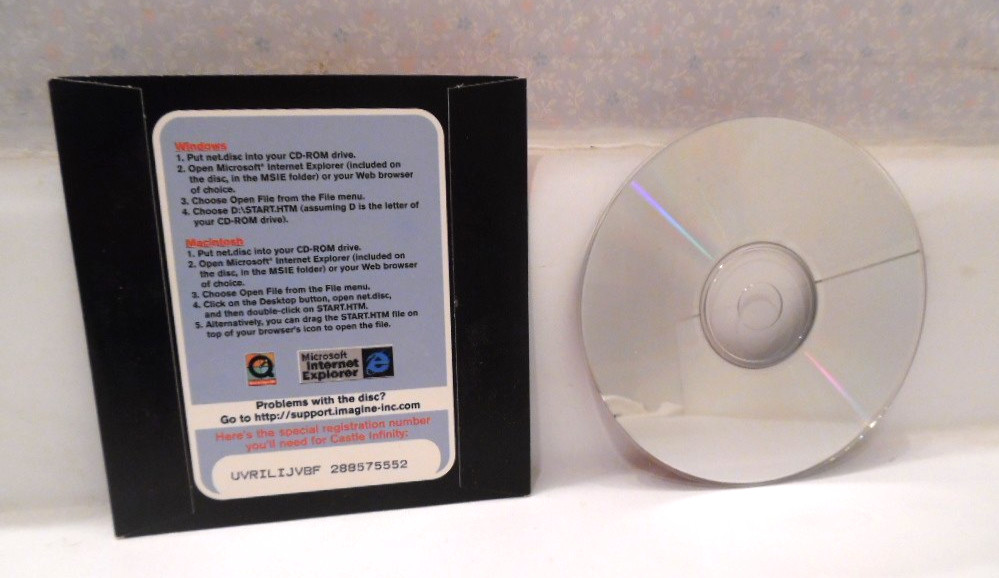 Windows
1. Put net.disc into your CD-ROM drive.
2. Open Microsoft® Internet Explorer (included on
the disc, in the MSIE folder) or your Web browser
of choice.
3. Choose Open File from the File menu.
4. Choose D:\START.HTM (assuming D is the letter of
your CD-ROM drive).
Macintosh
1. Put net.disc into your CD-ROM drive.
2. Open Microsoft® Internet Explorer (included on
the disc, in the MSIE folder) or your Web browser
of choice.
3. Choose Open File from the File menu.
4. Click on the Desktop button, open net.disc,
and then double-click on START.HTM.
5. Alternatively, you can drag the START.HTM file on
top of your browser's icon to open the file.
Microsoft
Internet
Explorer
Problems with the disc?
Go to http://support.imagine-inc.com
Here's the special registration number
you'll need for Castle Infinity:
UVRILIJVBF 288575552